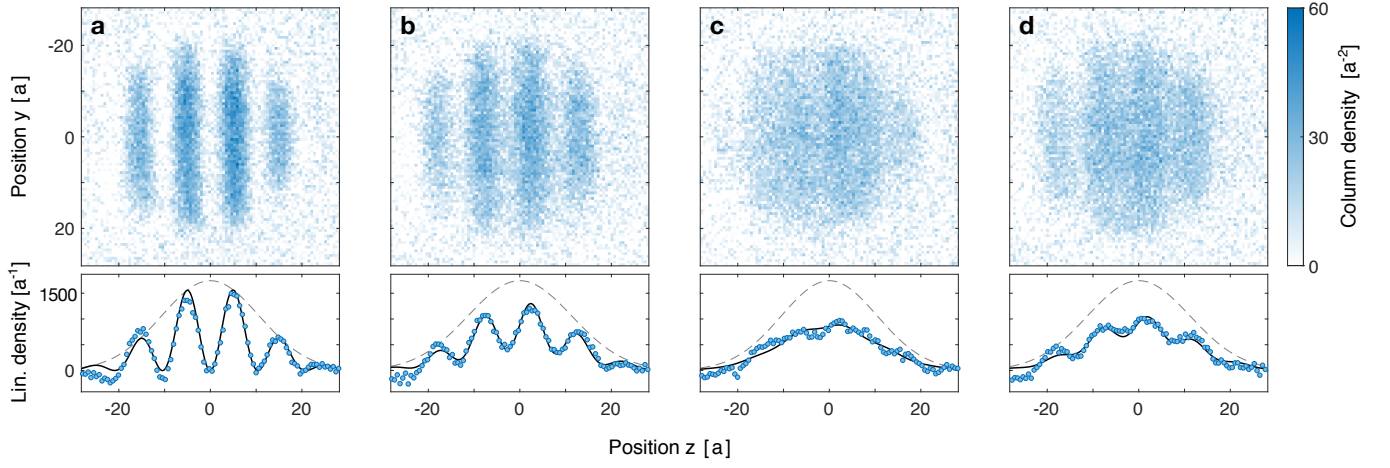 a b c d
60
30
0
Column density [a⁻²]
-20
0
20
Position y [a]
1500
0
Lin. density [a⁻¹]
-20 0 20 -20 0 20 -20 0 20 -20 0 20
Position z [a]